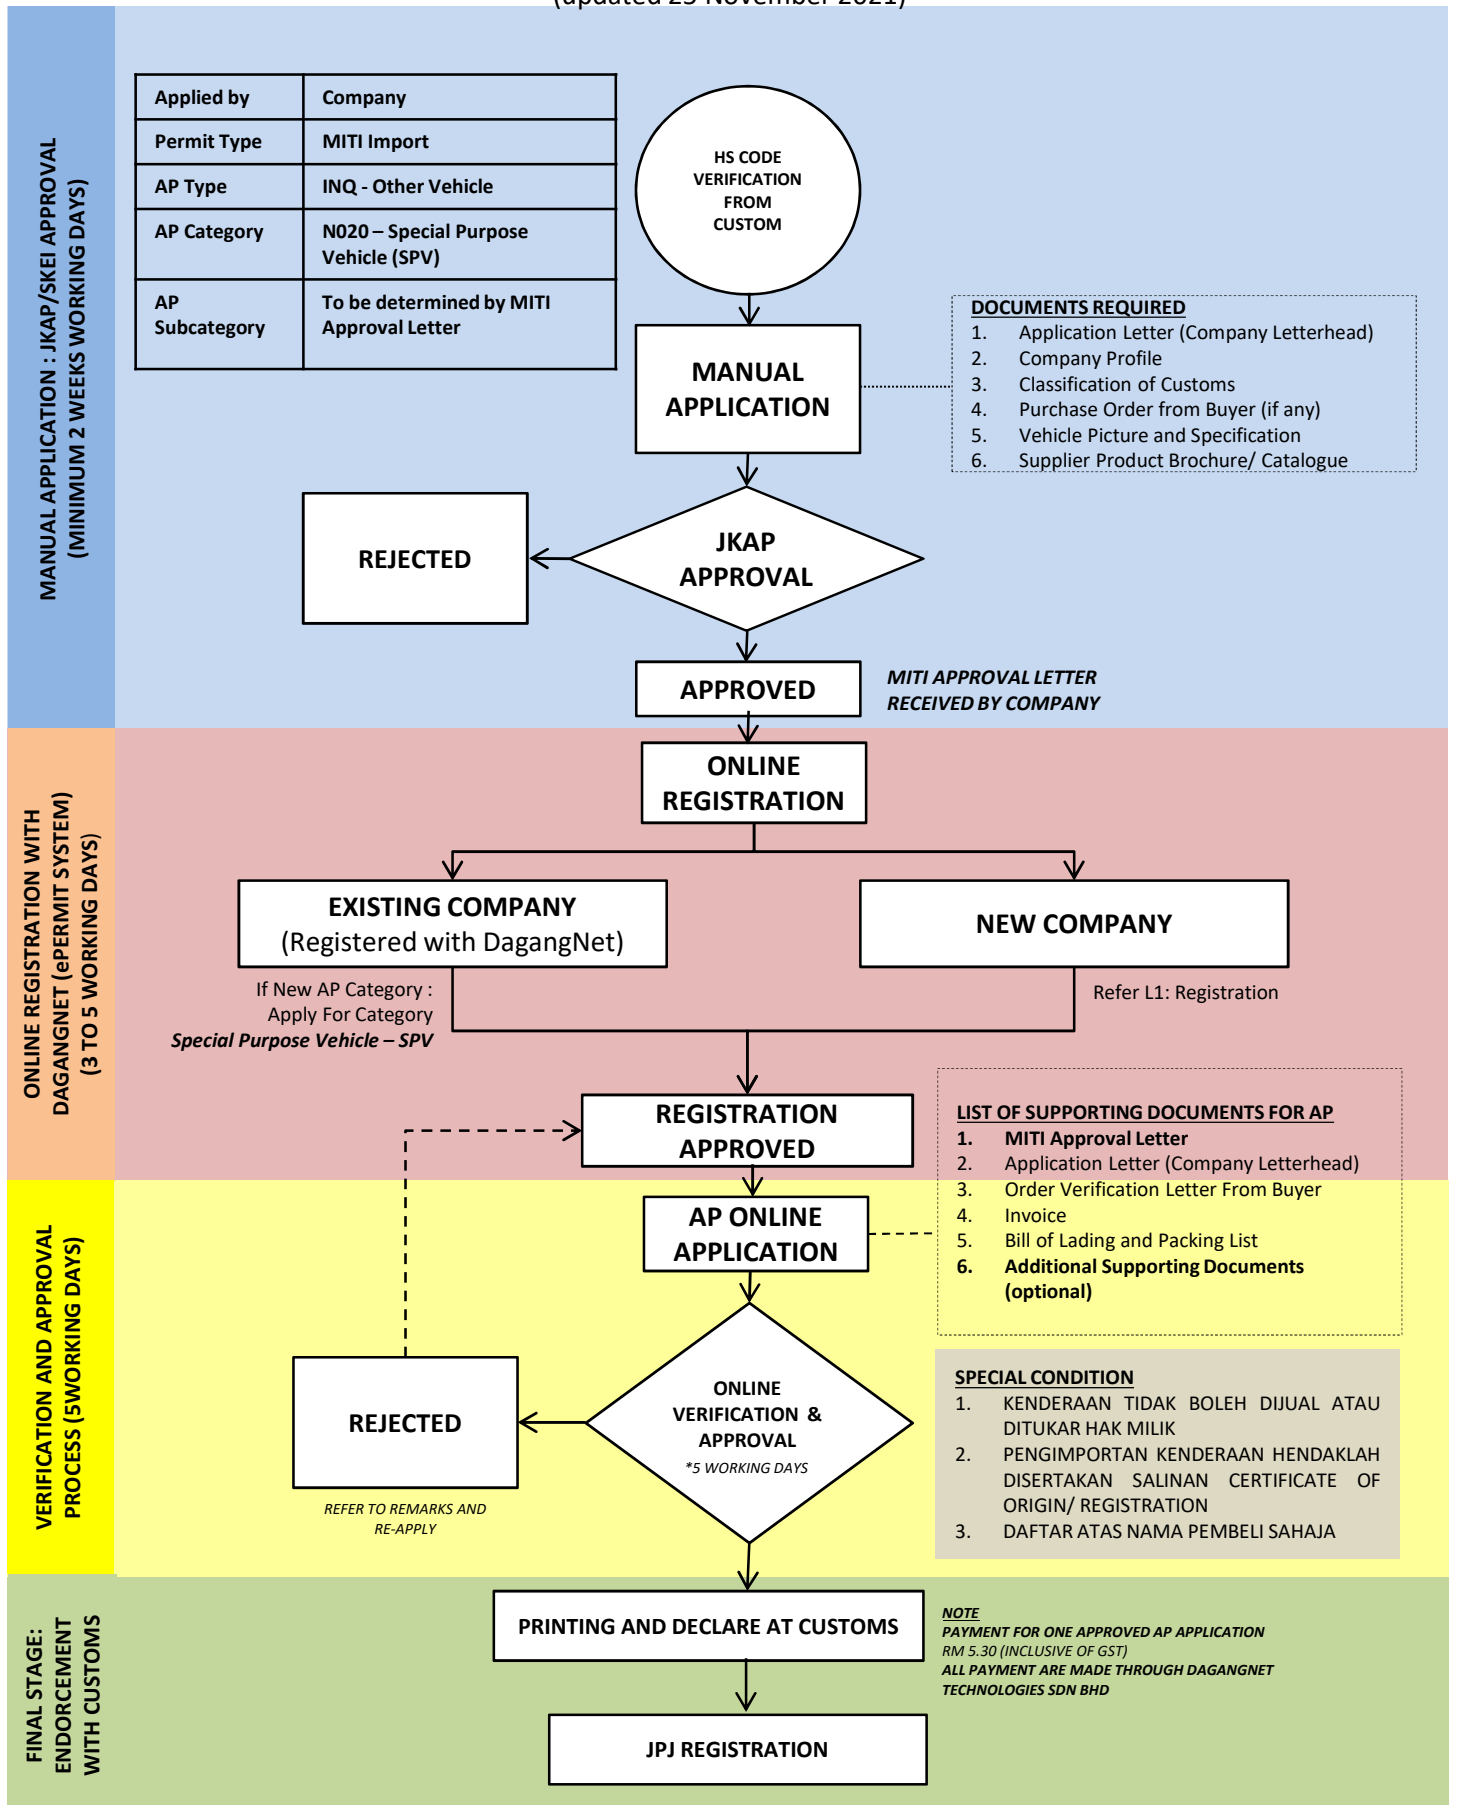 (updated 23 November 2021)
MANUAL APPLICATION : JKAP/SKEI APPROVAL
(MINIMUM 2 WEEKS WORKING DAYS)
Applied by Company
Permit Type MITI Import
AP Type INQ - Other Vehicle
AP Category N020 – Special Purpose
Vehicle (SPV)
AP To be determined by MITI
Subcategory Approval Letter
HS CODE
VERIFICATION
FROM
CUSTOM
MANUAL
APPLICATION
DOCUMENTS REQUIRED
1. Application Letter (Company Letterhead)
2. Company Profile
3. Classification of Customs
4. Purchase Order from Buyer (if any)
5. Vehicle Picture and Specification
6. Supplier Product Brochure/ Catalogue
REJECTED
JKAP
APPROVAL
APPROVED
MITI APPROVAL LETTER
RECEIVED BY COMPANY
ONLINE REGISTRATION WITH
DAGANGNET (ePERMIT SYSTEM)
(3 TO 5 WORKING DAYS)
ONLINE
REGISTRATION
EXISTING COMPANY
(Registered with DagangNet)
NEW COMPANY
If New AP Category :
Apply For Category
Special Purpose Vehicle – SPV
Refer L1: Registration
REGISTRATION
APPROVED
LIST OF SUPPORTING DOCUMENTS FOR AP
1. MITI Approval Letter
2. Application Letter (Company Letterhead)
3. Order Verification Letter From Buyer
4. Invoice
5. Bill of Lading and Packing List
6. Additional Supporting Documents
(optional)
VERIFICATION AND APPROVAL
PROCESS (5WORKING DAYS)
AP ONLINE
APPLICATION
ONLINE
VERIFICATION &
APPROVAL
*5 WORKING DAYS
REJECTED
REFER TO REMARKS AND
RE-APPLY
SPECIAL CONDITION
1. KENDERAAN TIDAK BOLEH DIJUAL ATAU
DITUKAR HAK MILIK
2. PENGIMPORTAN KENDERAAN HENDAKLAH
DISERTAKAN SALINAN CERTIFICATE OF
ORIGIN/ REGISTRATION
3. DAFTAR ATAS NAMA PEMBELI SAHAJA
FINAL STAGE:
ENDORCEMENT
WITH CUSTOMS
PRINTING AND DECLARE AT CUSTOMS
NOTE
PAYMENT FOR ONE APPROVED AP APPLICATION
RM 5.30 (INCLUSIVE OF GST)
ALL PAYMENT ARE MADE THROUGH DAGANGNET
TECHNOLOGIES SDN BHD
JPJ REGISTRATION